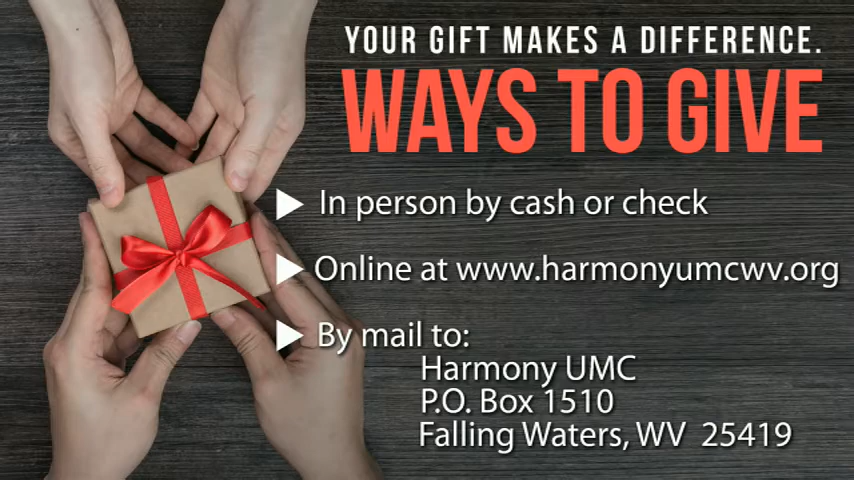 YOUR GIFT MAKES A DIFFERENCE.
WAYS TO GIVE
In person by cash or check
Online at www.harmonyumcwv.org
By mail to:
Harmony UMC
P.O. Box 1510
Falling Waters, WV 25419